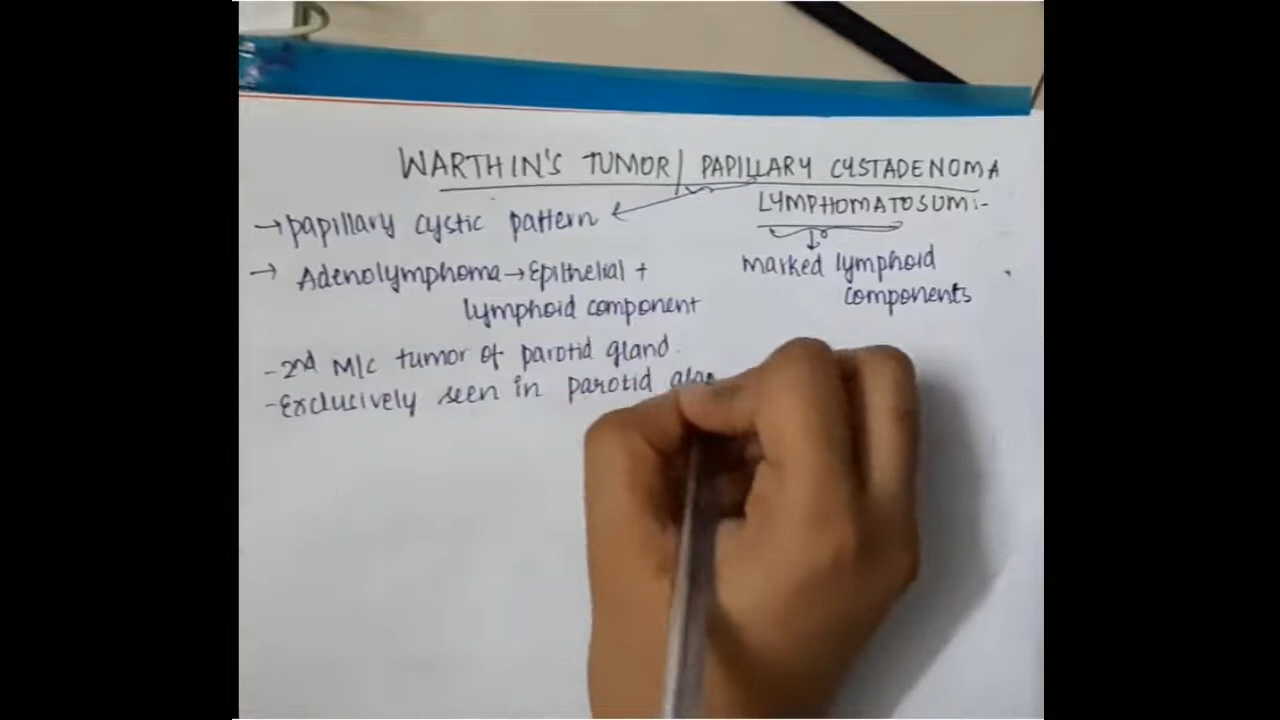 WARTHIN'S TUMOR/ PAPILLARY CYSTADENOMA
LYMPHOMATOSUM:-
→papillary cystic pattern
→ Adenolymphoma→Epilthelial +
lymphoid component
marked lymphoid
components
-2nd M/C tumor of parotid gland.
-Exclusively seen in parotid